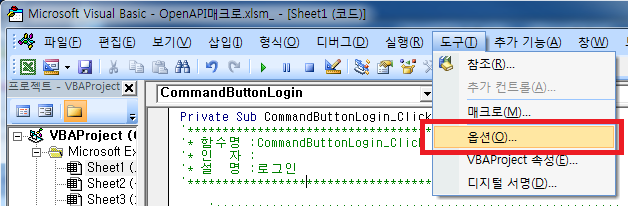 Microsoft Visual Basic - OpenAPI매크로.xlsm_ - [Sheet1 (코드)]
파일(F) 편집(E) 보기(V) 삽입(I) 형식(O) 디버그(D) 실행(R) 도구(T) 추가 기능(A) 창(W)
참조(R)...
추가 컨트롤(A)...
매크로(M)...
옵션(O)...
VBAProject 속성(E)...
디지털 서명(D)...
프로젝트 - VBAProject
VBAProject (
Microsoft Ex
Sheet1 (
Sheet2 (
Sheet3 (
CommandButtonLogin
Private Sub CommandButtonLogin_Click
'* 함수명 :CommandButtonLogin_Clic
'* 인 자 :
'* 설 명 :로그인